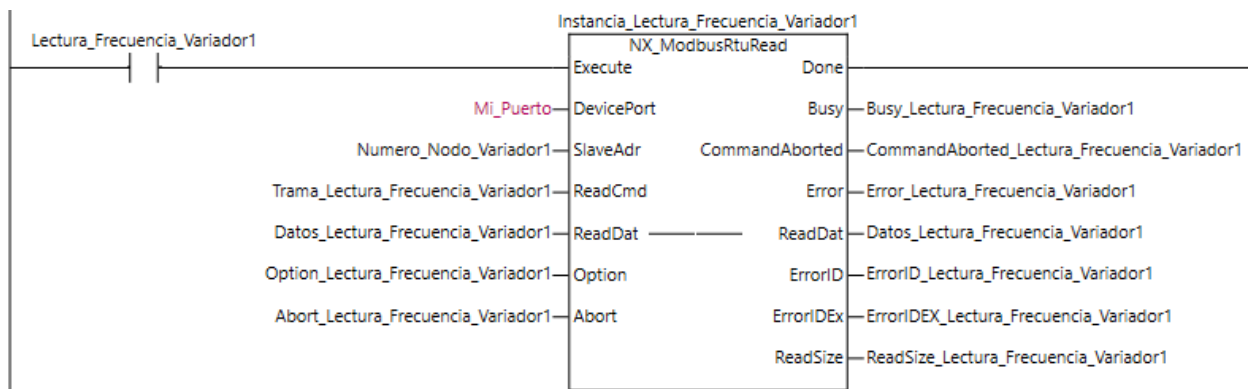 Instancia_Lectura_Frecuencia_Variador1
Lectura_Frecuencia_Variador1
NX_ModbusRtuRead
Execute Done
Mi_Puerto DevicePort Busy Busy_Lectura_Frecuencia_Variador1
Numero_Nodo_Variador1 SlaveAdr CommandAborted CommandAborted_Lectura_Frecuencia_Variador1
Trama_Lectura_Frecuencia_Variador1 ReadCmd Error Error_Lectura_Frecuencia_Variador1
Datos_Lectura_Frecuencia_Variador1 ReadDat ReadDat Datos_Lectura_Frecuencia_Variador1
Option_Lectura_Frecuencia_Variador1 Option ErrorID ErrorID_Lectura_Frecuencia_Variador1
Abort_Lectura_Frecuencia_Variador1 Abort ErrorIDEx ErrorIDEX_Lectura_Frecuencia_Variador1
ReadSize ReadSize_Lectura_Frecuencia_Variador1